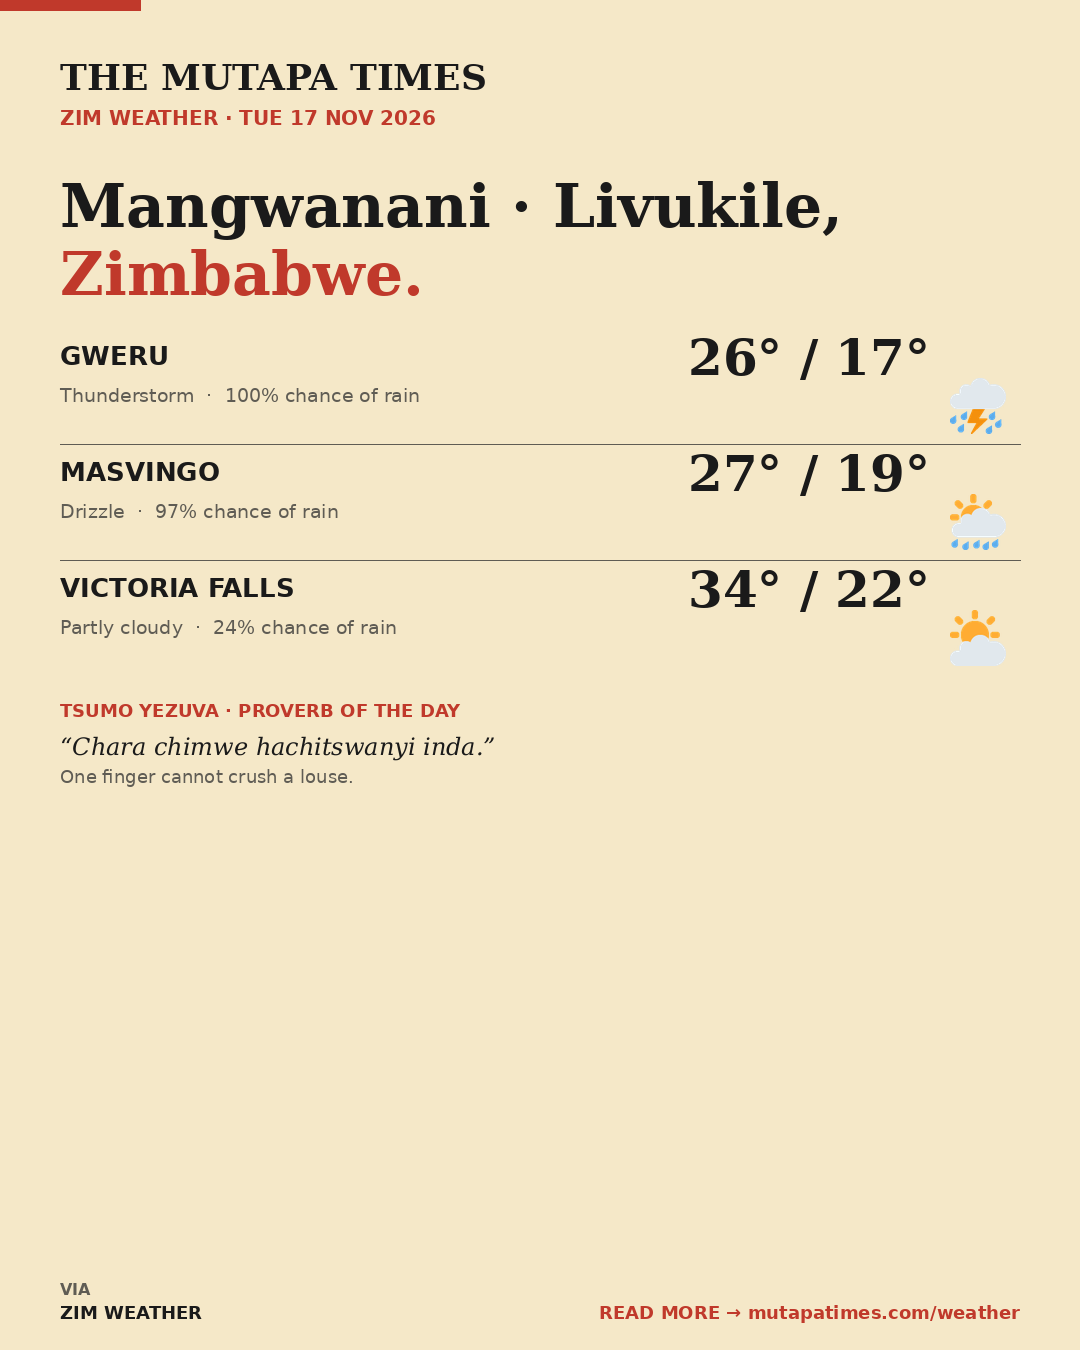 THE MUTAPA TIMES
ZIM WEATHER · TUE 17 NOV 2026
Mangwanani · Livukile,
Zimbabwe.
GWERU
26° / 17°
Thunderstorm · 100% chance of rain
MASVINGO
27° / 19°
Drizzle · 97% chance of rain
VICTORIA FALLS
34° / 22°
Partly cloudy · 24% chance of rain
TSUMO YEZUVA · PROVERB OF THE DAY
“Chara chimwe hachitswanyi inda.”
One finger cannot crush a louse.
VIA
ZIM WEATHER
READ MORE → mutapatimes.com/weather